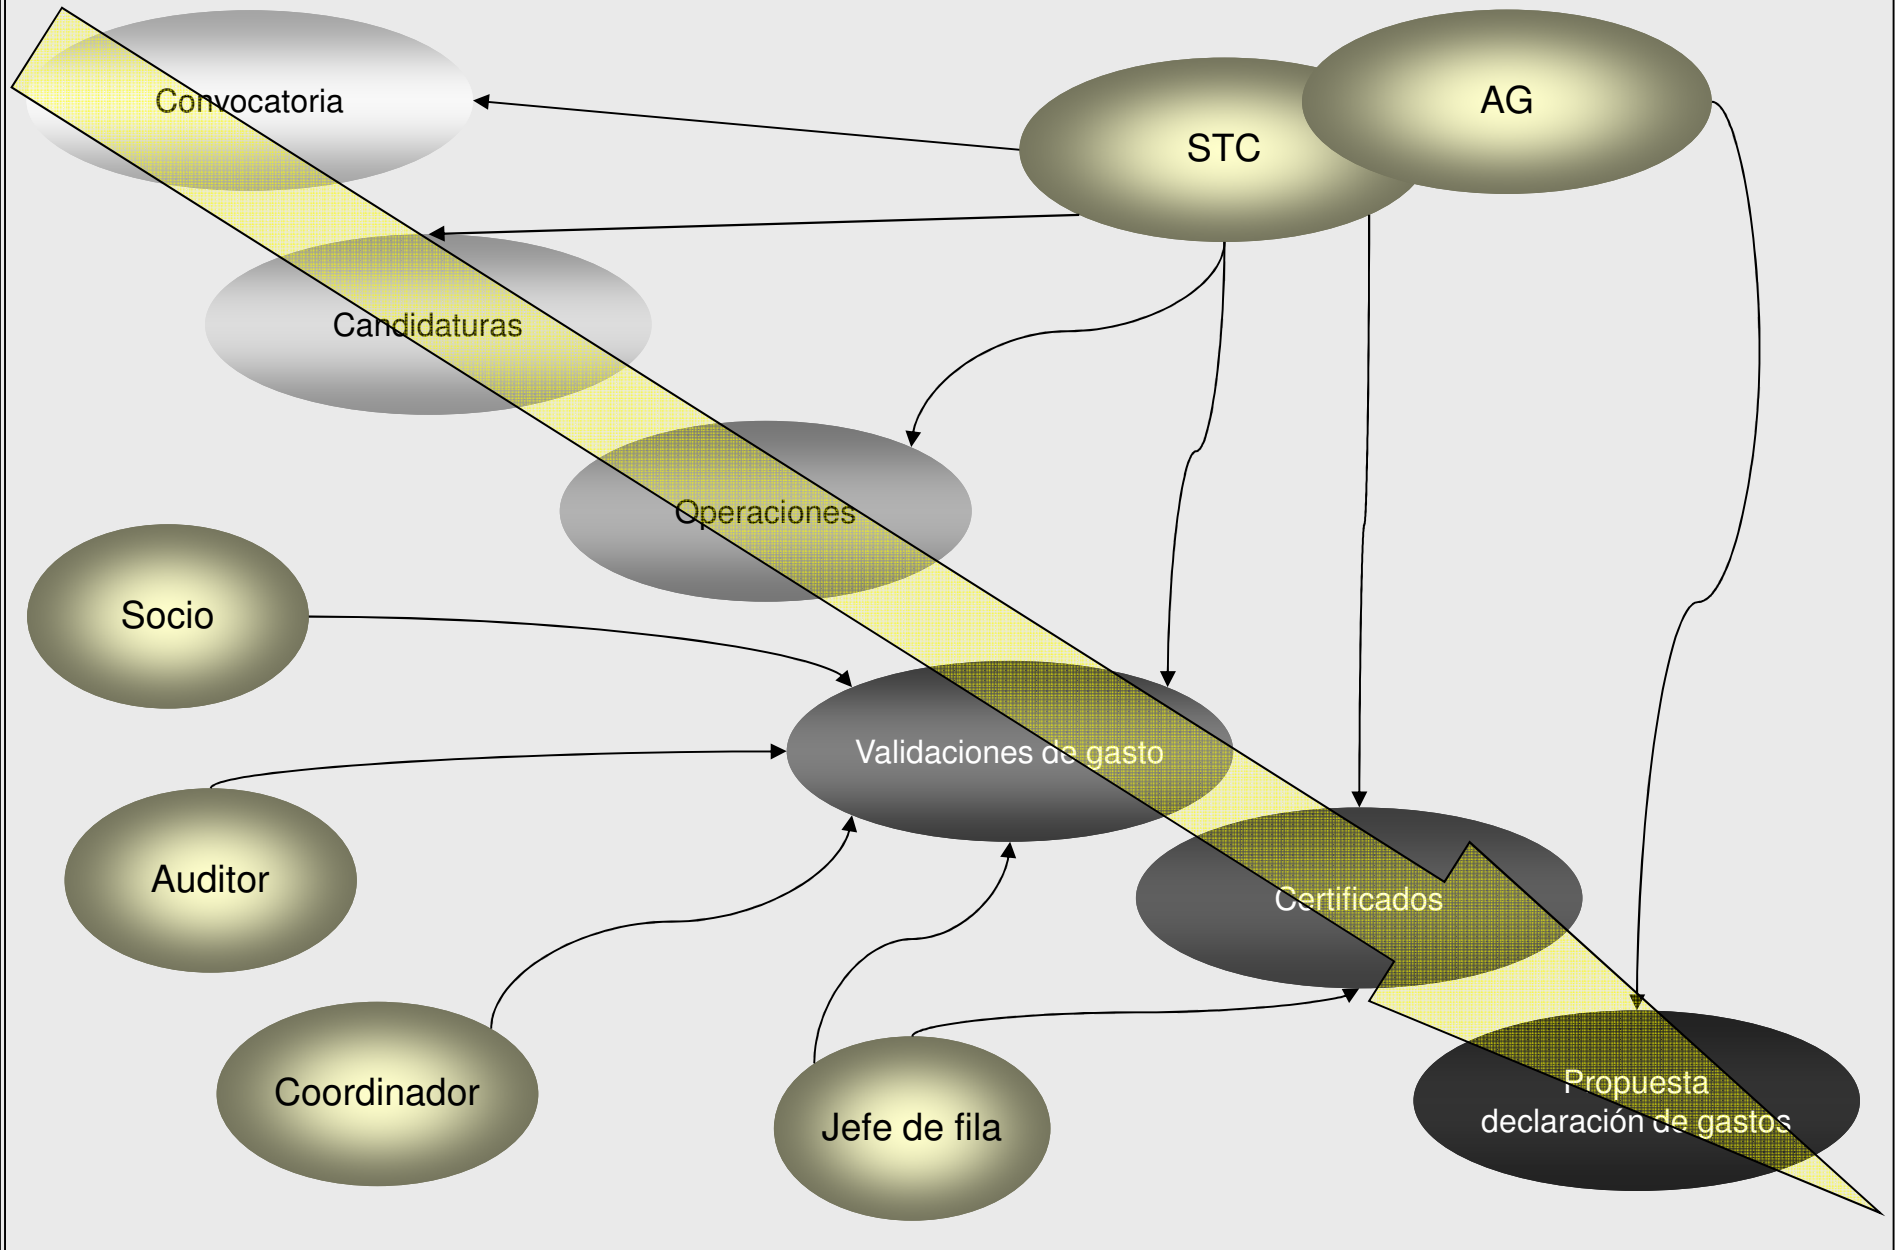 Convocatoria
AG
STC
Candidaturas
Operaciones
Socio
Validaciones de gasto
Auditor
Certificados
Coordinador
Jefe de fila
Propuesta
declaración de gastos